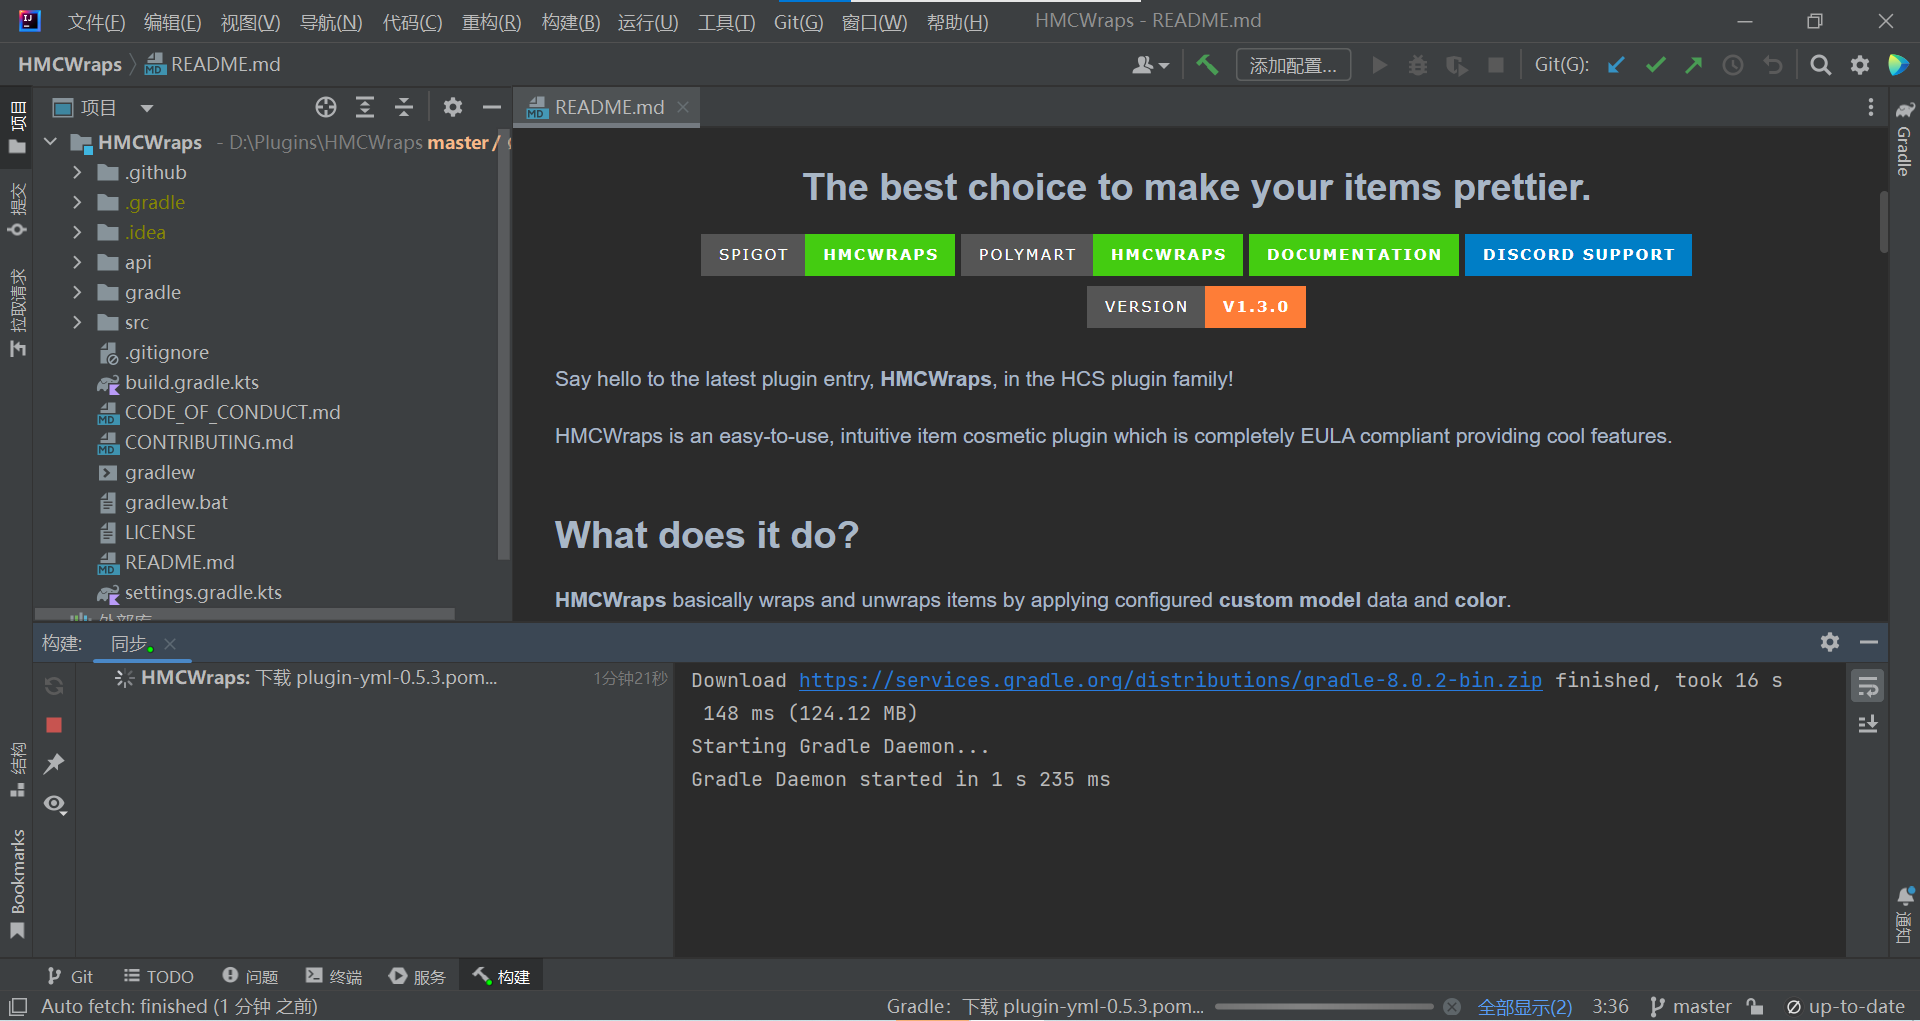 文件(F) 编辑(E) 视图(V) 导航(N) 代码(C) 重构(R) 构建(B) 运行(U) 工具(T) Git(G) 窗口(W) 帮助(H) HMCWraps - README.md
HMCWraps README.md 添加配置... Git(G):
项目 README.md
HMCWraps - D:\Plugins\HMCWraps master /
.github
.gradle
.idea
api
gradle
src
.gitignore
build.gradle.kts
CODE_OF_CONDUCT.md
CONTRIBUTING.md
gradlew
gradlew.bat
LICENSE
README.md
settings.gradle.kts
外部库
项目
提交
拉取请求
结构
Bookmarks
The best choice to make your items prettier.
SPIGOT HMCWRAPS POLYMART HMCWRAPS DOCUMENTATION DISCORD SUPPORT
VERSION V1.3.0
Say hello to the latest plugin entry, HMCWraps, in the HCS plugin family!
HMCWraps is an easy-to-use, intuitive item cosmetic plugin which is completely EULA compliant providing cool features.
What does it do?
HMCWraps basically wraps and unwraps items by applying configured custom model data and color.
Gradle
通知
构建: 同步
HMCWraps: 下载 plugin-yml-0.5.3.pom... 1分钟21秒
Download https://services.gradle.org/distributions/gradle-8.0.2-bin.zip finished, took 16 s
148 ms (124.12 MB)
Starting Gradle Daemon...
Gradle Daemon started in 1 s 235 ms
Git TODO 问题 终端 服务 构建
Auto fetch: finished (1 分钟 之前) Gradle: 下载 plugin-yml-0.5.3.pom... 全部显示(2) 3:36 master up-to-date